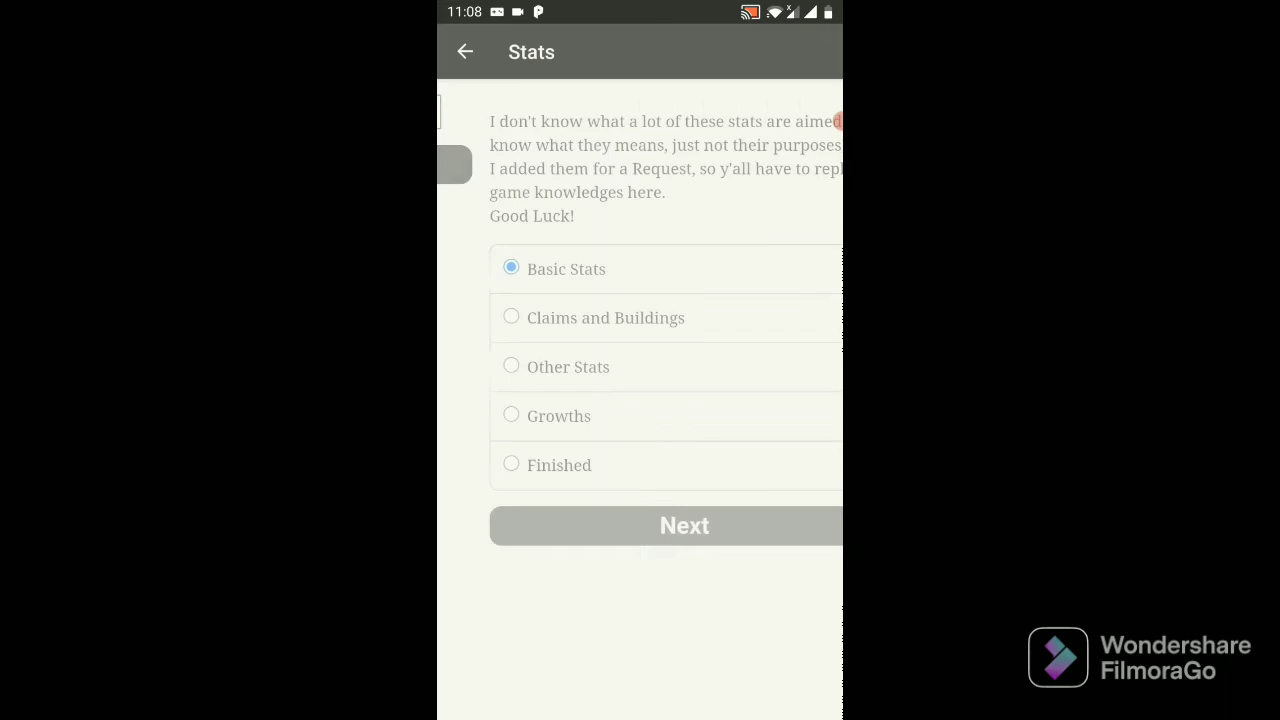 11:08
Stats
I don't know what a lot of these stats are aimed
know what they means, just not their purposes
I added them for a Request, so y'all have to repl
game knowledges here.
Good Luck!
Basic Stats
Claims and Buildings
Other Stats
Growths
Finished
Next
Wondershare
FilmoraGo